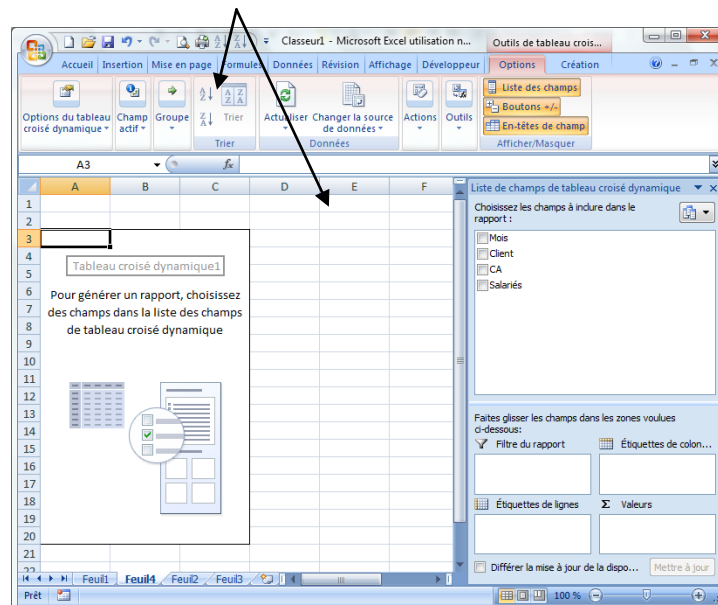 Classeur1 - Microsoft Excel utilisation n...
Outils de tableau crois...
Accueil Insertion Mise en page Formules Données Révision Affichage Développeur Options Création
Options du tableau croisé dynamique
Champ actif
Groupe
Trier
Actualiser
Changer la source de données
Actions
Outils
Liste des champs
Boutons +/-
En-têtes de champ
Trier
Données
Afficher/Masquer
A3
fx
A B C D E F
1
2
3
4
5
6
7
8
9
10
11
12
13
14
15
16
17
18
19
20
21
22
Tableau croisé dynamique1
Pour générer un rapport, choisissez
des champs dans la liste des champs
de tableau croisé dynamique
Liste de champs de tableau croisé dynamique
Choisissez les champs à inclure dans le
rapport :
Mois
Client
CA
Salariés
Faites glisser les champs dans les zones voulues
ci-dessous:
Filtre du rapport
Étiquettes de colon...
Étiquettes de lignes
Σ Valeurs
Différer la mise à jour de la dispo...
Mettre à jour
Feuil1 Feuil4 Feuil2 Feuil3
Prêt
100 %